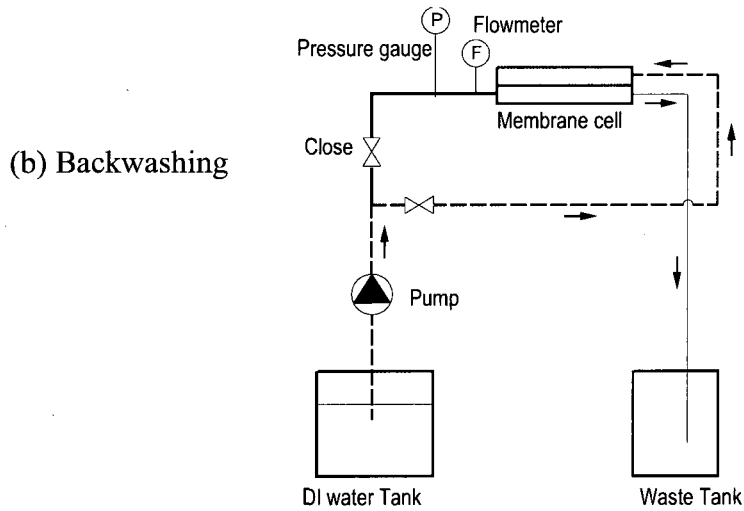 P
Flowmeter
Pressure gauge
F
Membrane cell
Close
(b) Backwashing
Pump
DI water Tank
Waste Tank